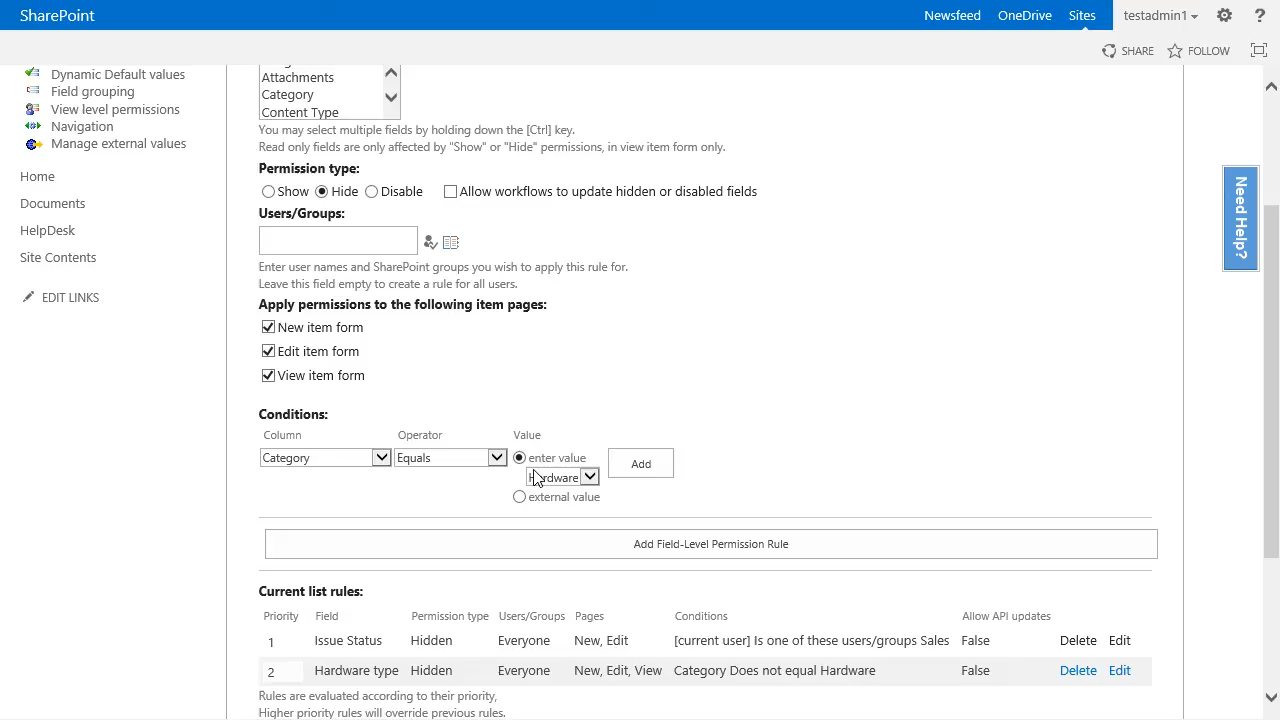 SharePoint
Newsfeed OneDrive Sites testadmin1 ?
SHARE FOLLOW
Dynamic Default values
Field grouping
View level permissions
Navigation
Manage external values
Home
Documents
HelpDesk
Site Contents
EDIT LINKS
Attachments
Category
Content Type
You may select multiple fields by holding down the [Ctrl] key.
Read only fields are only affected by "Show" or "Hide" permissions, in view item form only.
Permission type:
Show Hide Disable Allow workflows to update hidden or disabled fields
Users/Groups:
Enter user names and SharePoint groups you wish to apply this rule for.
Leave this field empty to create a rule for all users.
Apply permissions to the following item pages:
New item form
Edit item form
View item form
Conditions:
Column Operator Value
Category Equals enter value
Hardware Add
external value
Add Field-Level Permission Rule
Current list rules:
Priority Field Permission type Users/Groups Pages Conditions Allow API updates
1 Issue Status Hidden Everyone New, Edit [current user] Is one of these users/groups Sales False Delete Edit
2 Hardware type Hidden Everyone New, Edit, View Category Does not equal Hardware False Delete Edit
Rules are evaluated according to their priority,
Higher priority rules will override previous rules.
Need Help?